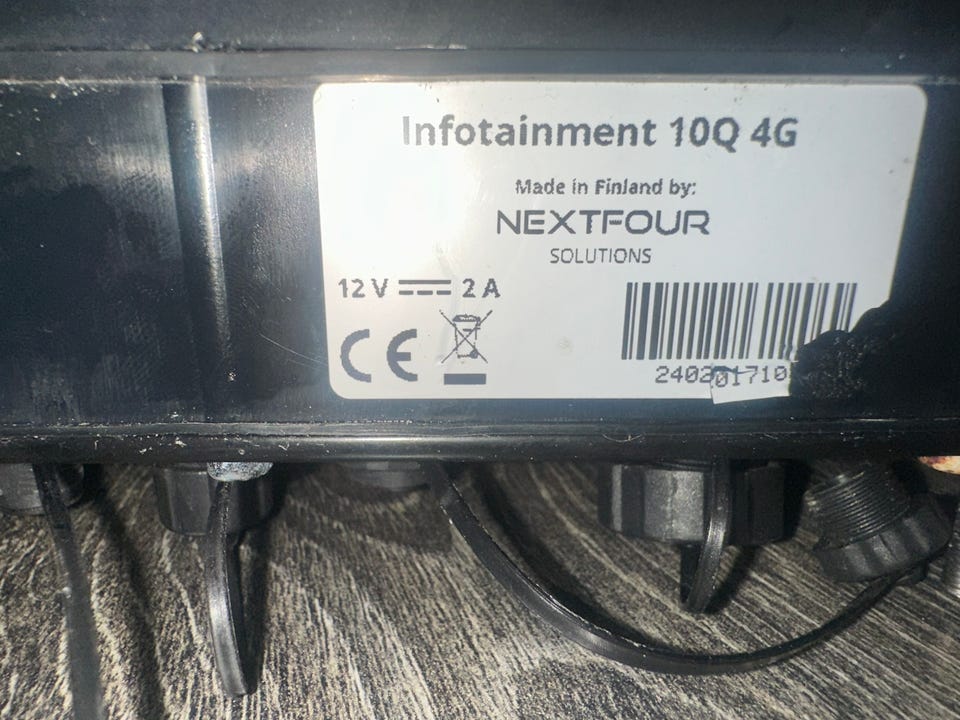 Infotainment 10Q 4G
Made in Finland by:
NEXTFOUR
SOLUTIONS
12 V 2 A
CE